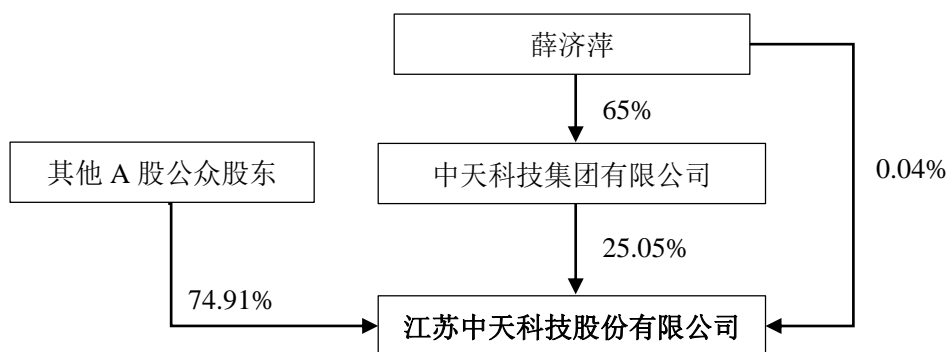 薛济萍
65%
其他 A 股公众股东
中天科技集团有限公司
0.04%
25.05%
74.91%
江苏中天科技股份有限公司